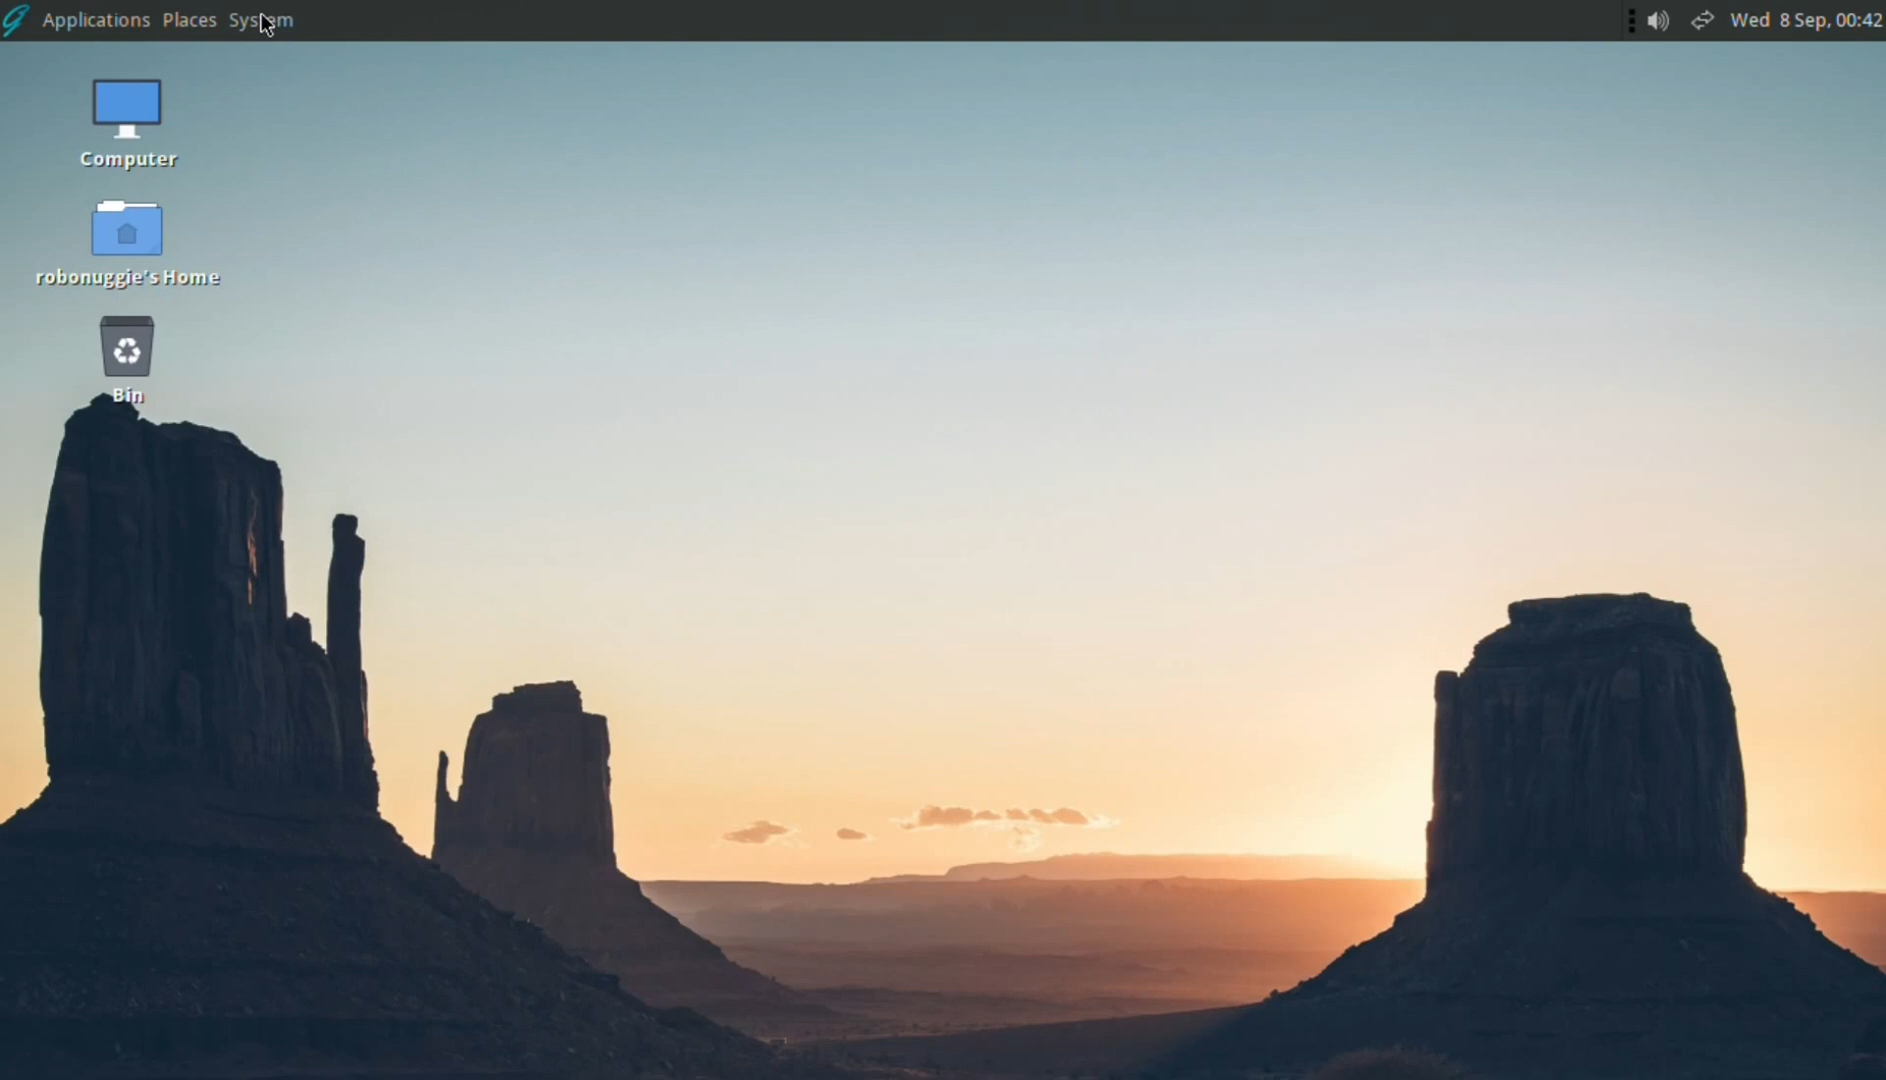 Applications Places System Wed 8 Sep, 00:42
Computer
robonuggie's Home
Bin